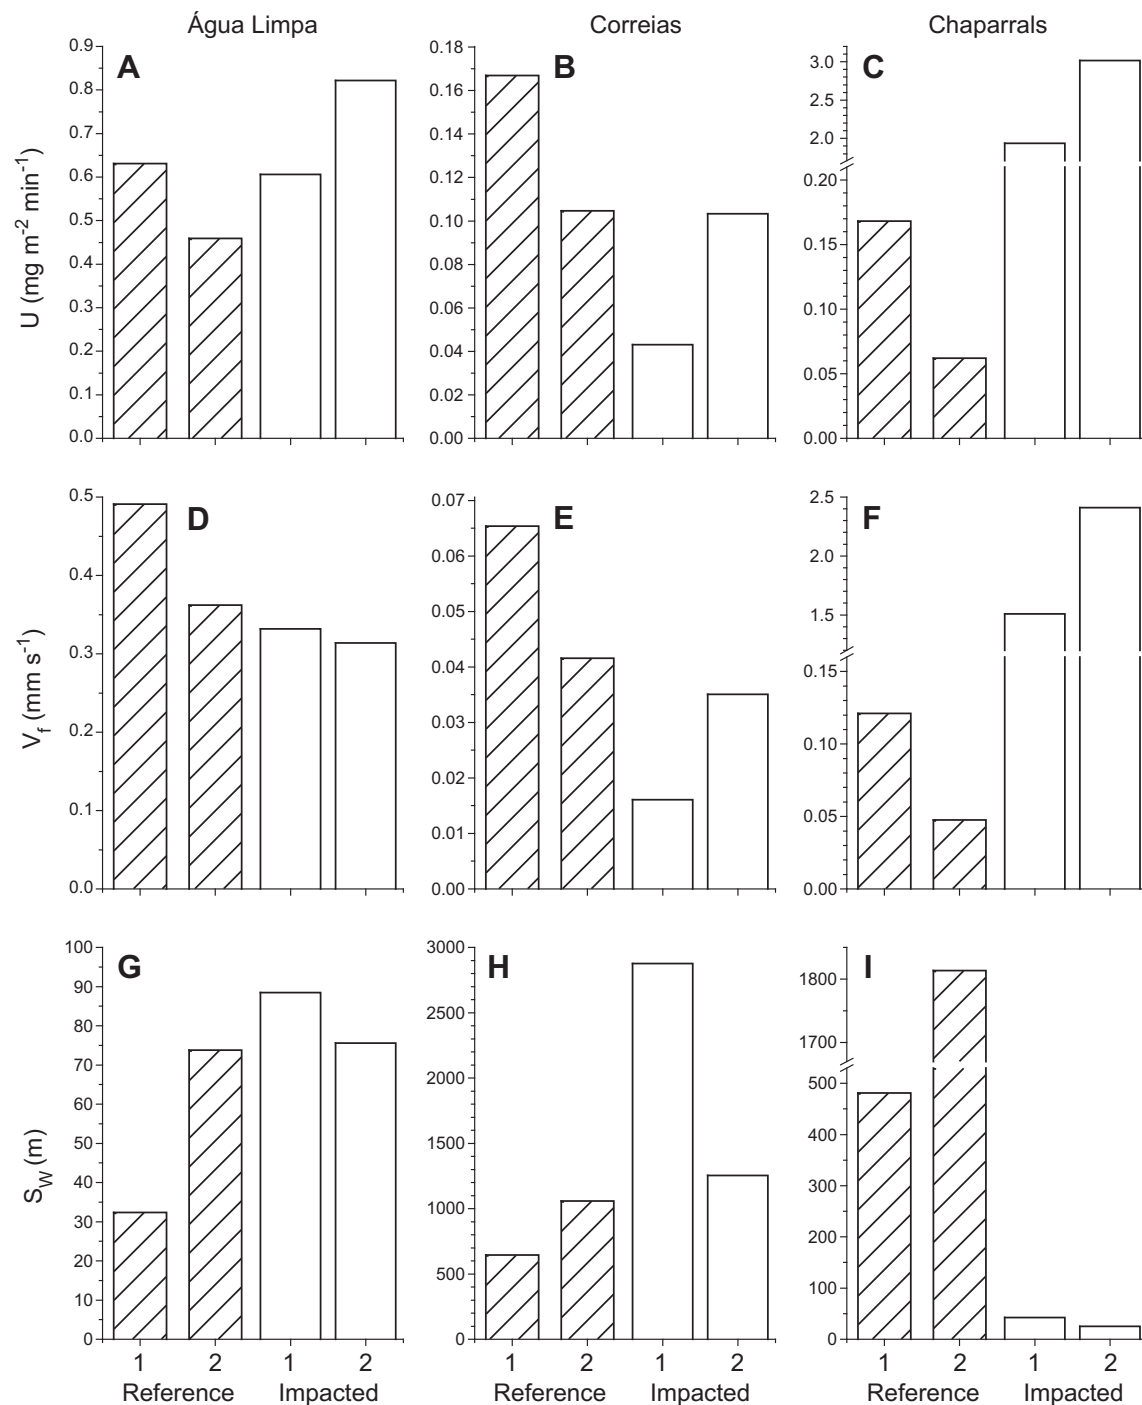 Água Limpa Correias Chaparrals
A B C
U (mg m-2 min-1)
0.9 0.8 0.7 0.6 0.5 0.4 0.3 0.2 0.1 0.0
0.18 0.16 0.14 0.12 0.10 0.08 0.06 0.04 0.02 0.00
3.0 2.5 2.0 0.20 0.15 0.10 0.05 0.00
D E F
Vf (mm s-1)
0.5 0.4 0.3 0.2 0.1 0.0
0.07 0.06 0.05 0.04 0.03 0.02 0.01 0.00
2.5 2.0 1.5 0.15 0.10 0.05 0.00
G H I
SW (m)
100 90 80 70 60 50 40 30 20 10 0
3000 2500 2000 1500 1000 500 0
1800 1700 500 400 300 200 100 0
1 2 1 2 1 2 1 2 1 2 1 2
Reference Impacted Reference Impacted Reference Impacted